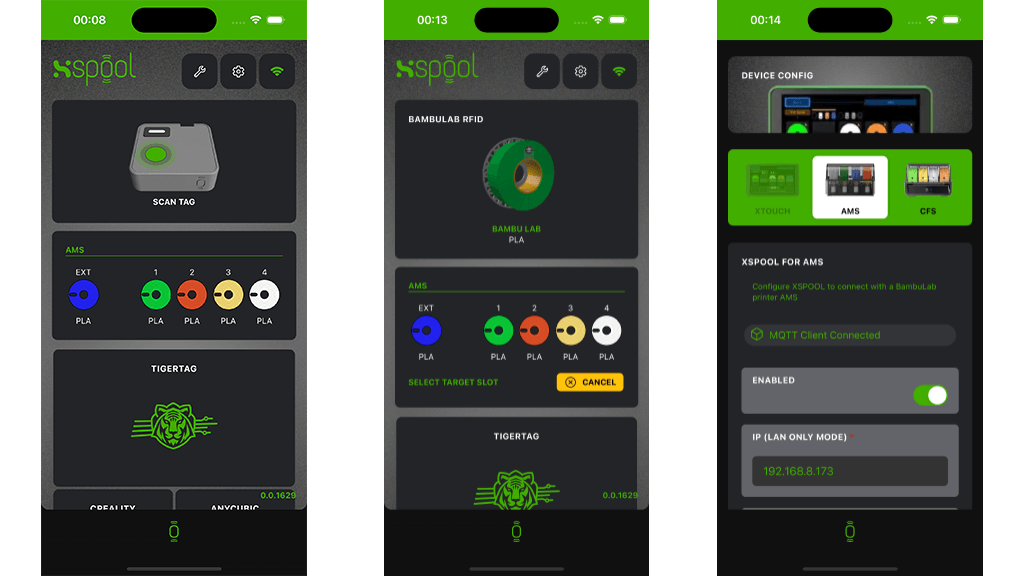 00:08
xspool
SCAN TAG
AMS
EXT 1 2 3 4
PLA PLA PLA PLA PLA
TIGERTAG
0.0.1629
CREALITY ANYCUBIC
00:13
xspool
BAMBULAB RFID
BAMBU LAB
PLA
AMS
EXT 1 2 3 4
PLA PLA PLA PLA PLA
SELECT TARGET SLOT CANCEL
TIGERTAG
0.0.1629
00:14
DEVICE CONFIG
XTOUCH AMS CFS
XSPOOL FOR AMS
Configure XSPOOL to connect with a BambuLab
printer AMS
MQTT Client Connected
ENABLED
IP (LAN ONLY MODE) *
192.168.8.173